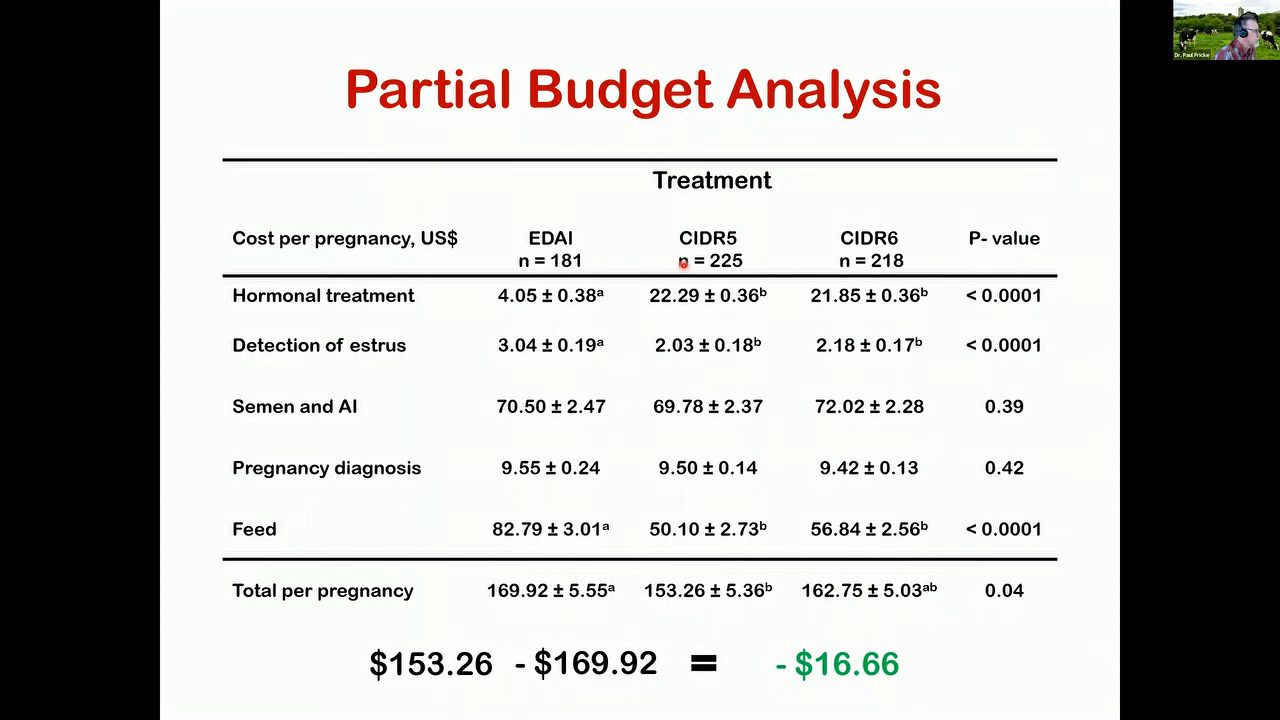 Dr. Paul Fricke
Partial Budget Analysis
Treatment
Cost per pregnancy, US$ EDAI CIDR5 CIDR6 P- value
n = 181 n = 225 n = 218
Hormonal treatment 4.05 ± 0.38ᵃ 22.29 ± 0.36ᵇ 21.85 ± 0.36ᵇ < 0.0001
Detection of estrus 3.04 ± 0.19ᵃ 2.03 ± 0.18ᵇ 2.18 ± 0.17ᵇ < 0.0001
Semen and AI 70.50 ± 2.47 69.78 ± 2.37 72.02 ± 2.28 0.39
Pregnancy diagnosis 9.55 ± 0.24 9.50 ± 0.14 9.42 ± 0.13 0.42
Feed 82.79 ± 3.01ᵃ 50.10 ± 2.73ᵇ 56.84 ± 2.56ᵇ < 0.0001
Total per pregnancy 169.92 ± 5.55ᵃ 153.26 ± 5.36ᵇ 162.75 ± 5.03ᵃᵇ 0.04
$153.26 - $169.92 = - $16.66